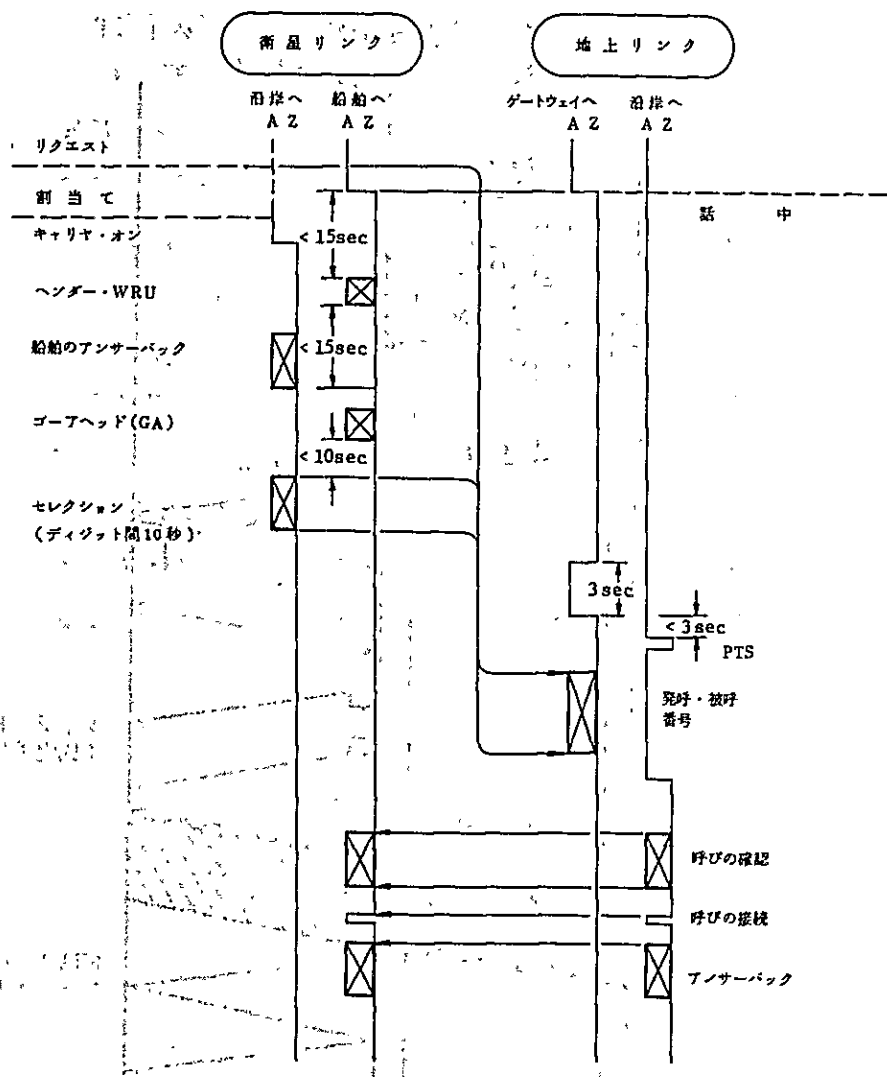 衛星リンク
地上リンク
沿岸へ
船舶へ
ゲートウェイへ
沿岸へ
A Z
A Z
A Z
A Z
リクエスト
割当て
話 中
キャリヤ・オン
<15sec
ヘンダー・WRU
船舶のアンサーバック
<15sec
ゴーアヘッド(GA)
<10sec
セレクション
(ディジット間10秒)
3sec
<3sec
PTS
発呼・被呼
番号
呼びの確認
呼びの接続
アノサーバック